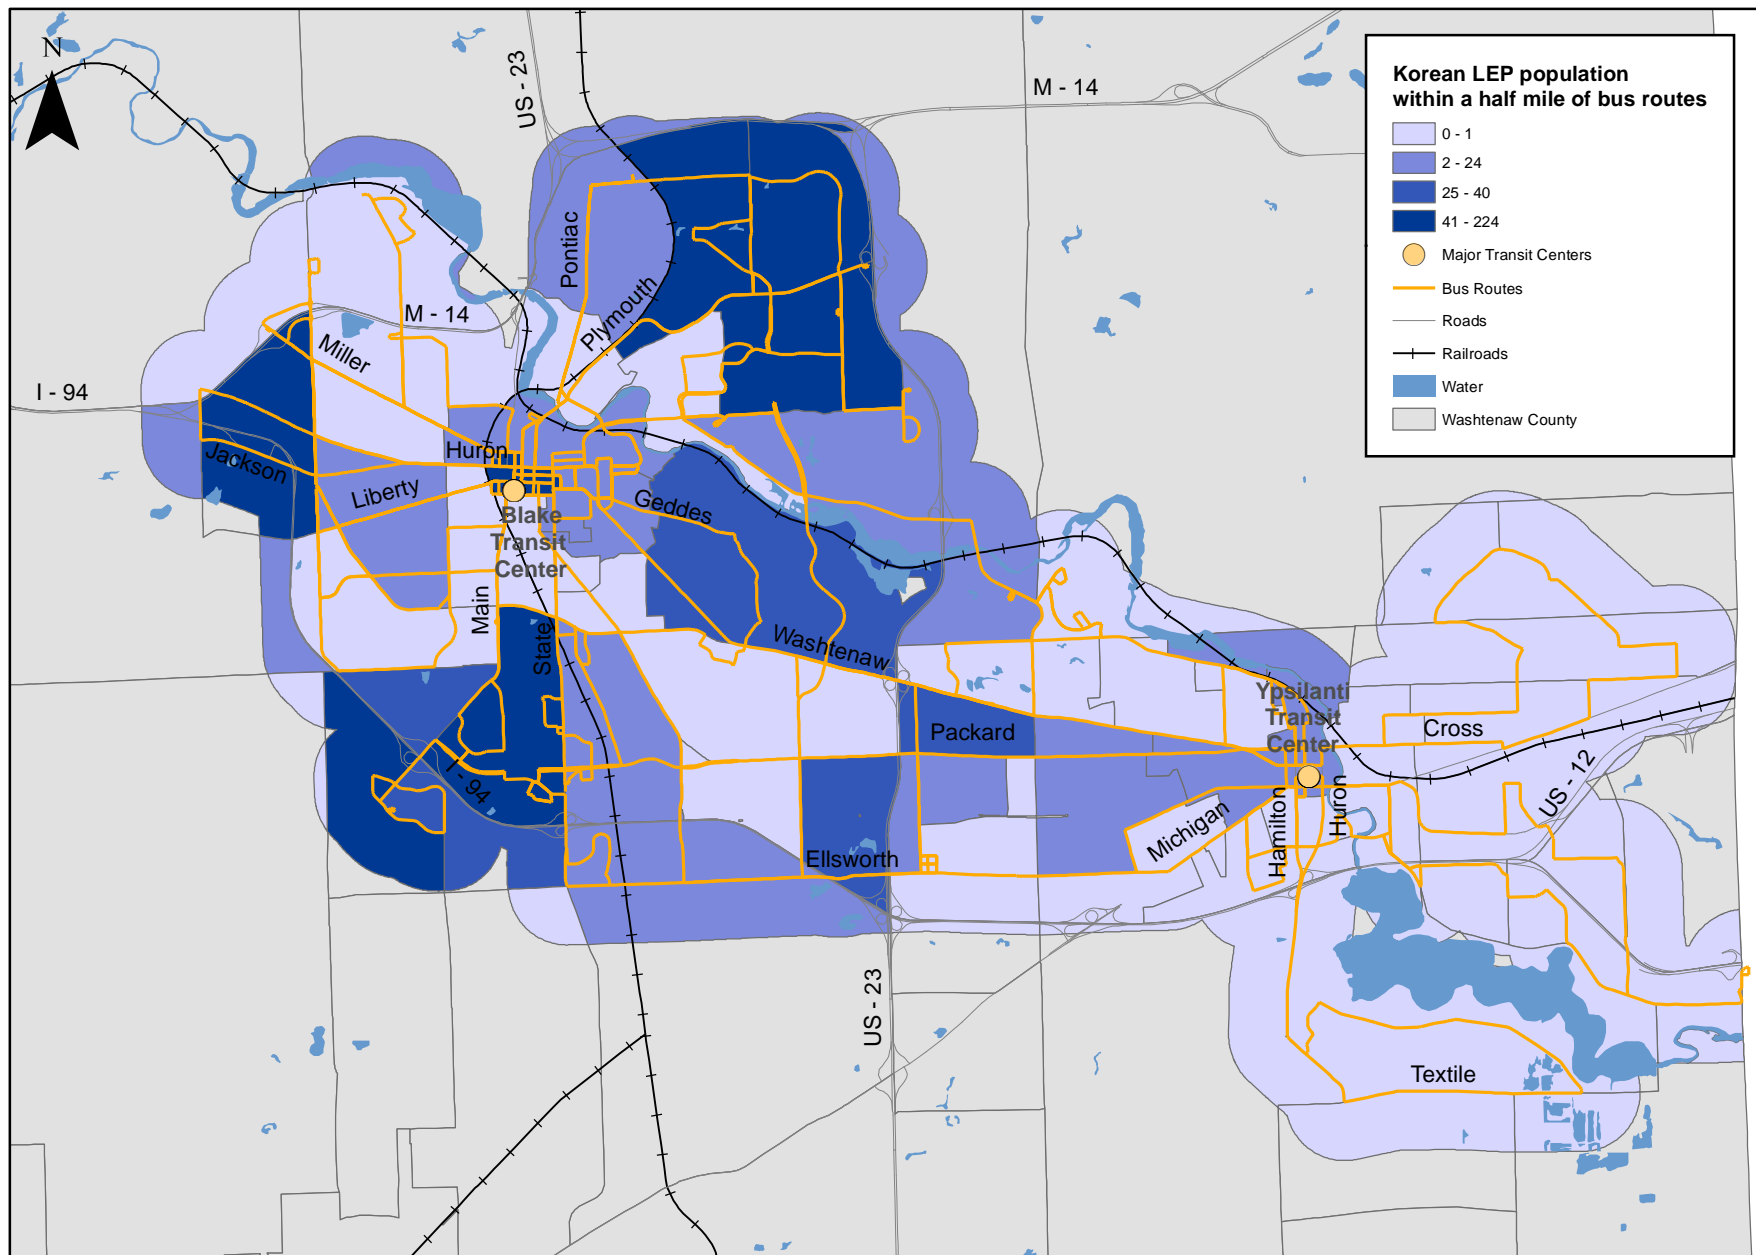 N
US - 23
M - 14
Korean LEP population
within a half mile of bus routes
0 - 1
2 - 24
25 - 40
41 - 224
Major Transit Centers
Bus Routes
Roads
Railroads
Water
Washtenaw County
Pontiac
Plymouth
M - 14
Miller
I - 94
Huron
Jackson
Liberty
Geddes
Blake
Transit
Center
Main
State
Washtenaw
Ypsilanti
Transit
Center
Packard
Cross
I - 94
US - 12
Michigan
Hamilton
Huron
Ellsworth
US - 23
Textile